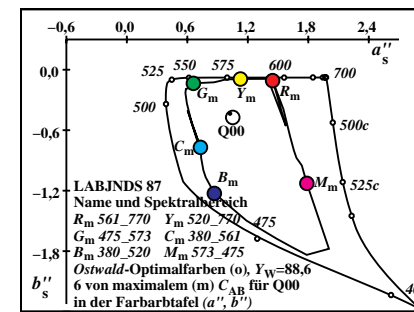 −0,6 0,0 0,6 1,2 1,8 2,4
a″s
525 550 575 600 700
0,0
Gm Ym Rm
500
Q00
500c
−0,6
Cm
Bm
Mm
525c
LABJNDS 87
Name und Spektralbereich
−1,2
Rm 561_770 Ym 520_770
Gm 475_573 Cm 380_561
475
Bm 380_520 Mm 573_475
−1,8
Ostwald-Optimalfarben (o), YW=88,6
b″s
6 von maximalem (m) CAB für Q00
in der Farbarbtafel (a″, b″)